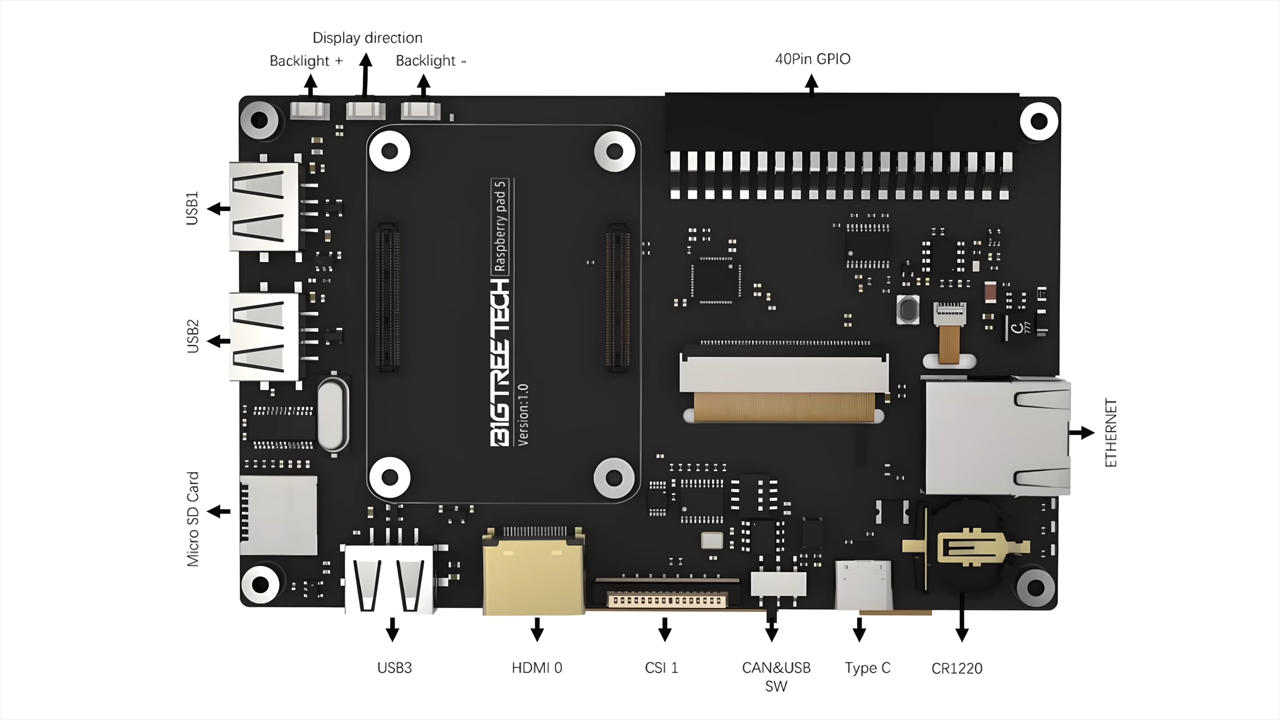 Display direction
Backlight +
Backlight -
40Pin GPIO
USB1
USB2
Micro SD Card
BIGTREETECH
Raspberry pad 5
Version:1.0
C
777
ETHERNET
USB3
HDMI 0
CSI 1
CAN&USB
SW
Type C
CR1220